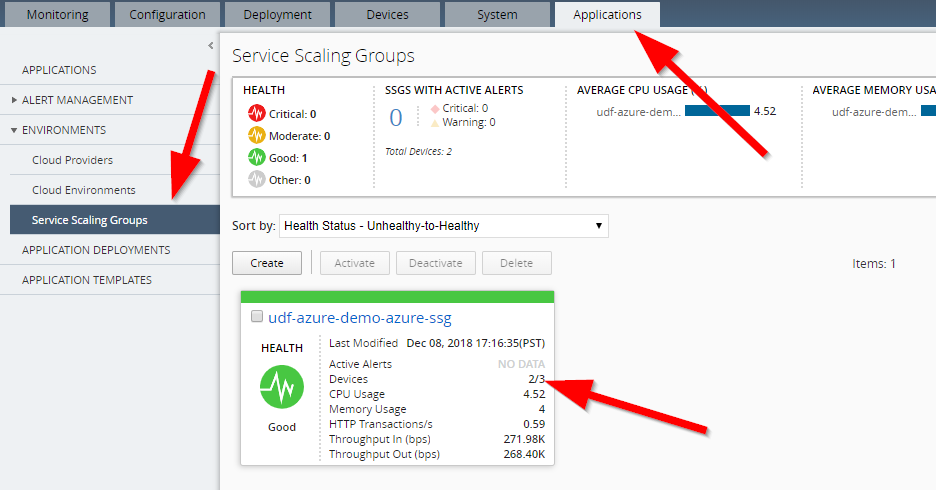 Monitoring Configuration Deployment Devices System Applications
APPLICATIONS
ALERT MANAGEMENT
ENVIRONMENTS
Cloud Providers
Cloud Environments
Service Scaling Groups
APPLICATION DEPLOYMENTS
APPLICATION TEMPLATES
Service Scaling Groups
HEALTH
Critical: 0
Moderate: 0
Good: 1
Other: 0
SSGS WITH ACTIVE ALERTS
0
Critical: 0
Warning: 0
Total Devices: 2
AVERAGE CPU USAGE
udf-azure-dem... 4.52
AVERAGE MEMORY USA
udf-azure-dem...
Sort by: Health Status - Unhealthy-to-Healthy
Create Activate Deactivate Delete
Items: 1
udf-azure-demo-azure-ssg
HEALTH
Good
Last Modified Dec 08, 2018 17:16:35(PST)
Active Alerts NO DATA
Devices 2/3
CPU Usage 4.52
Memory Usage 4
HTTP Transactions/s 0.59
Throughput In (bps) 271.98K
Throughput Out (bps) 268.40K